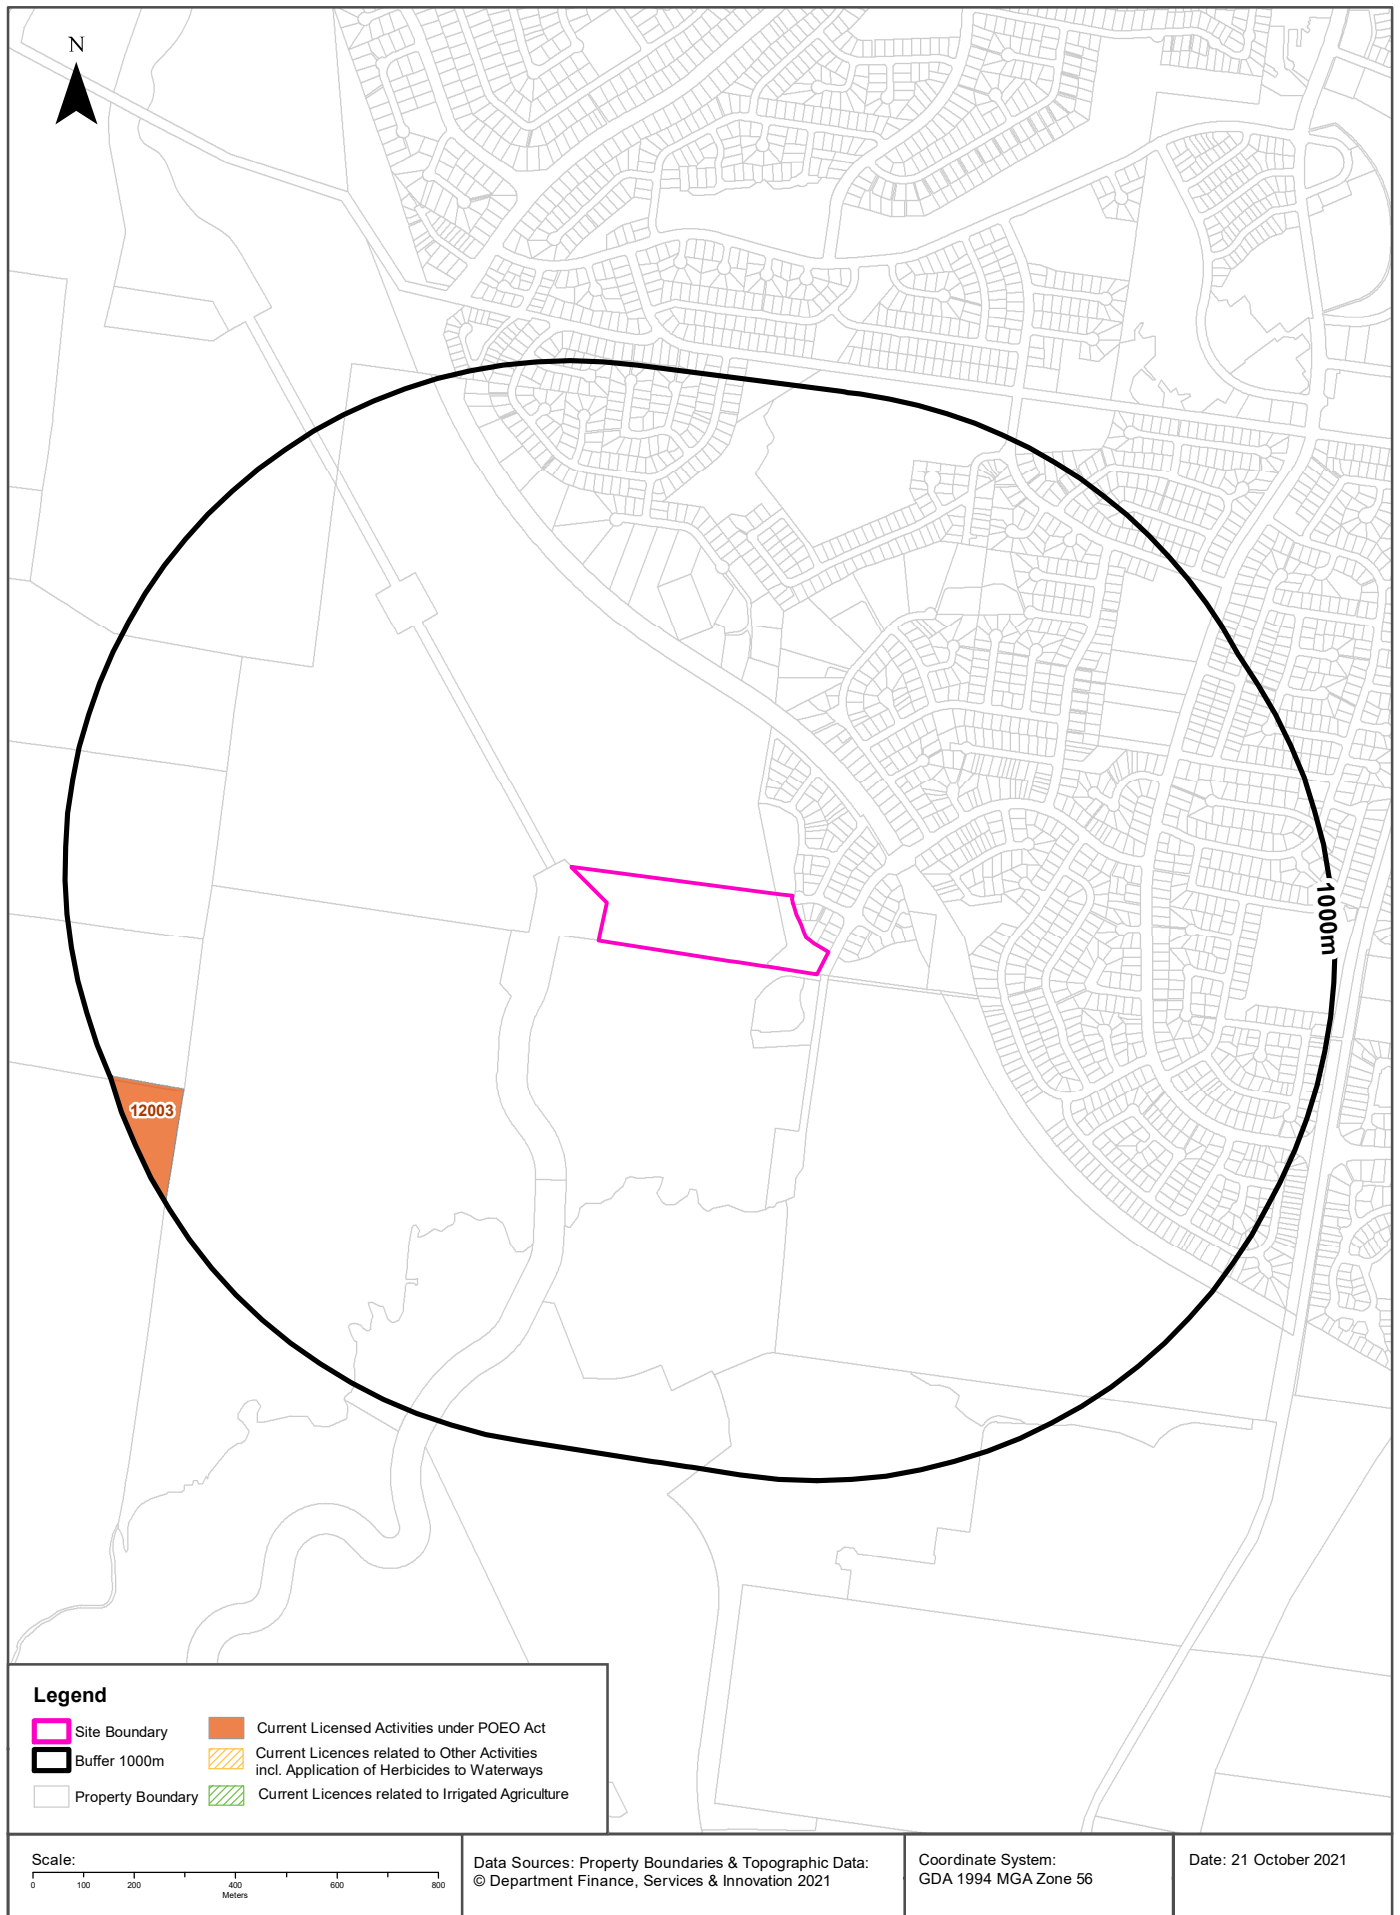 N
1000m
12003
Legend
Site Boundary
Buffer 1000m
Property Boundary
Current Licensed Activities under POEO Act
Current Licences related to Other Activities
incl. Application of Herbicides to Waterways
Current Licences related to Irrigated Agriculture
Scale:
0 100 200 400 600 800
Meters
Data Sources: Property Boundaries & Topographic Data:
© Department Finance, Services & Innovation 2021
Coordinate System:
GDA 1994 MGA Zone 56
Date: 21 October 2021